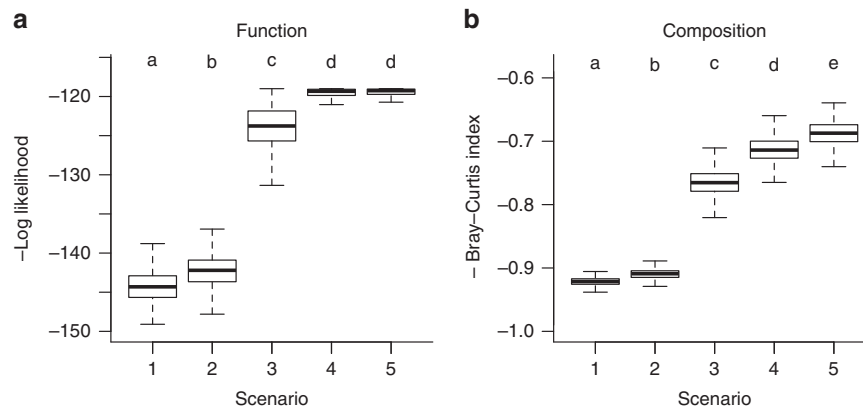 a
Function
a b c d d
–Log likelihood
–120
–130
–140
–150
1 2 3 4 5
Scenario
b
Composition
a b c d e
– Bray–Curtis index
–0.6
–0.7
–0.8
–0.9
–1.0
1 2 3 4 5
Scenario